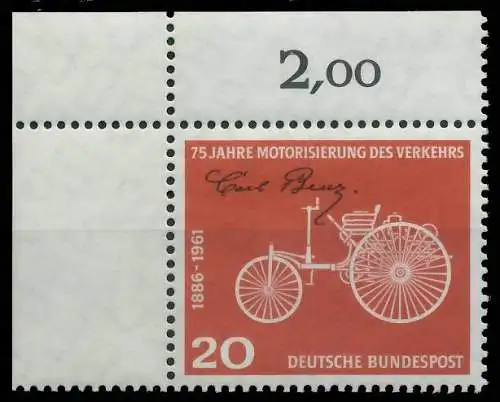 2,00
75 JAHRE MOTORISIERUNG DES VERKEHRS
Carl Benz.
1886-1961
20
DEUTSCHE BUNDESPOST